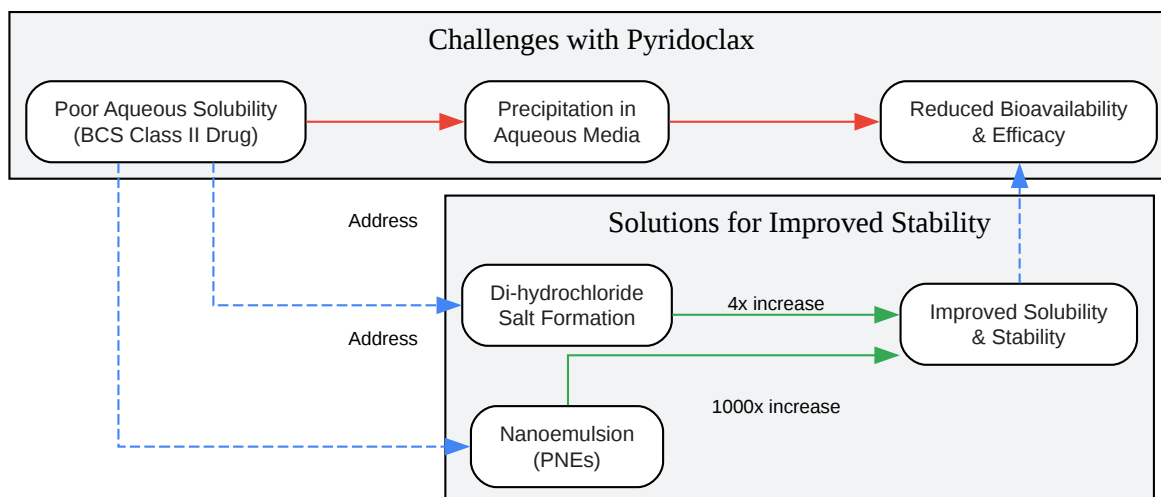 Challenges with Pyridoclax
Poor Aqueous Solubility
(BCS Class II Drug)
Precipitation in
Aqueous Media
Reduced Bioavailability
& Efficacy
Address
Solutions for Improved Stability
Di-hydrochloride
Salt Formation
4x increase
Improved Solubility
& Stability
Address
1000x increase
Nanoemulsion
(PNEs)